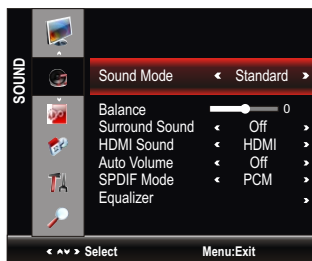 SOUND
Sound Mode Standard
Balance 0
Surround Sound Off
HDMI Sound HDMI
Auto Volume Off
SPDIF Mode PCM
Equalizer
Select Menu:Exit